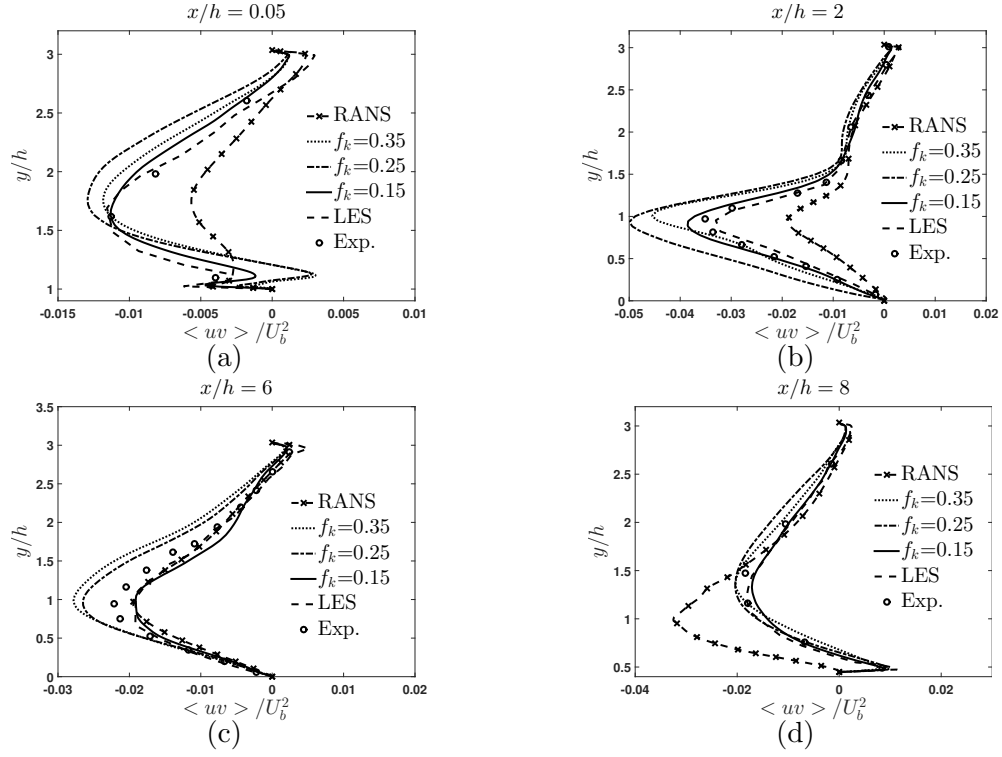 x/h = 0.05
3
2.5
2
1.5
1
y/h
RANS
f_k=0.35
f_k=0.25
f_k=0.15
LES
Exp.
-0.015 -0.01 -0.005 0 0.005 0.01
< uv > /U_b^2
(a)
x/h = 2
3
2.5
2
1.5
1
0.5
0
y/h
RANS
f_k=0.35
f_k=0.25
f_k=0.15
LES
Exp.
-0.05 -0.04 -0.03 -0.02 -0.01 0 0.01 0.02
< uv > /U_b^2
(b)
x/h = 6
3.5
3
2.5
2
1.5
1
0.5
0
y/h
RANS
f_k=0.35
f_k=0.25
f_k=0.15
LES
Exp.
-0.03 -0.02 -0.01 0 0.01 0.02
< uv > /U_b^2
(c)
x/h = 8
3
2.5
2
1.5
1
0.5
y/h
RANS
f_k=0.35
f_k=0.25
f_k=0.15
LES
Exp.
-0.04 -0.02 0 0.02
< uv > /U_b^2
(d)